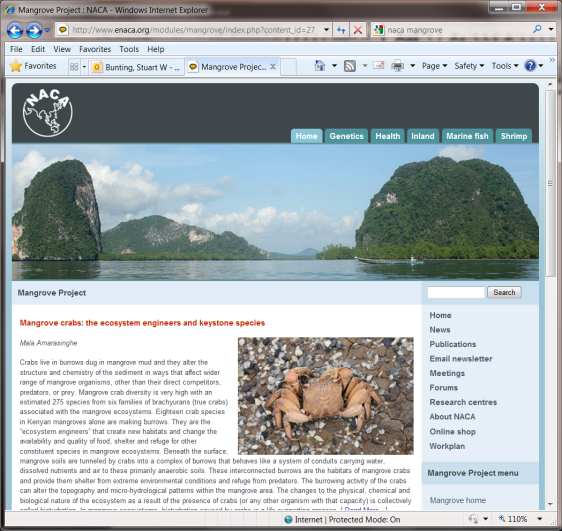 Mangrove Project : NACA - Windows Internet Explorer
http://www.enaca.org/modules/mangrove/index.php?content_id=27
naca mangrove
File Edit View Favorites Tools Help
Favorites
Bunting, Stuart W - ...
Mangrove Projec...
Page Safety Tools
NACA
Home Genetics Health Inland Marine fish Shrimp
Mangrove Project
Search
Mangrove crabs: the ecosystem engineers and keystone species
Mala Amarasinghe
Crabs live in burrows dug in mangrove mud and they alter the
structure and chemistry of the sediment in ways that affect wider
range of mangrove organisms, other than their direct competitors,
predators, or prey. Mangrove crab diversity is very high with an
estimated 275 species from six families of brachyurans (true crabs)
associated with the mangrove ecosystems. Eighteen crab species
in Kenyan mangroves alone are making burrows. They are the
"ecosystem engineers" that create new habitats and change the
availability and quality of food, shelter and refuge for other
constituent species in mangrove ecosystems. Beneath the surface,
mangrove soils are tunneled by crabs into a complex of burrows that behaves like a system of conduits carrying water,
dissolved nutrients and air to these primarily anaerobic soils. These interconnected burrows are the habitats of mangrove crabs
and provide them shelter from extreme environmental conditions and refuge from predators. The burrowing activity of the crabs
can alter the topography and micro-hydrological patterns within the mangrove area. The changes to the physical, chemical and
biological nature of the ecosystem as a result of the presence of crabs (or any other organism with that capacity) is collectively
Home
News
Publications
Email newsletter
Meetings
Forums
Research centres
About NACA
Online shop
Workplan
Mangrove Project menu
Mangrove home
Internet | Protected Mode: On
110%